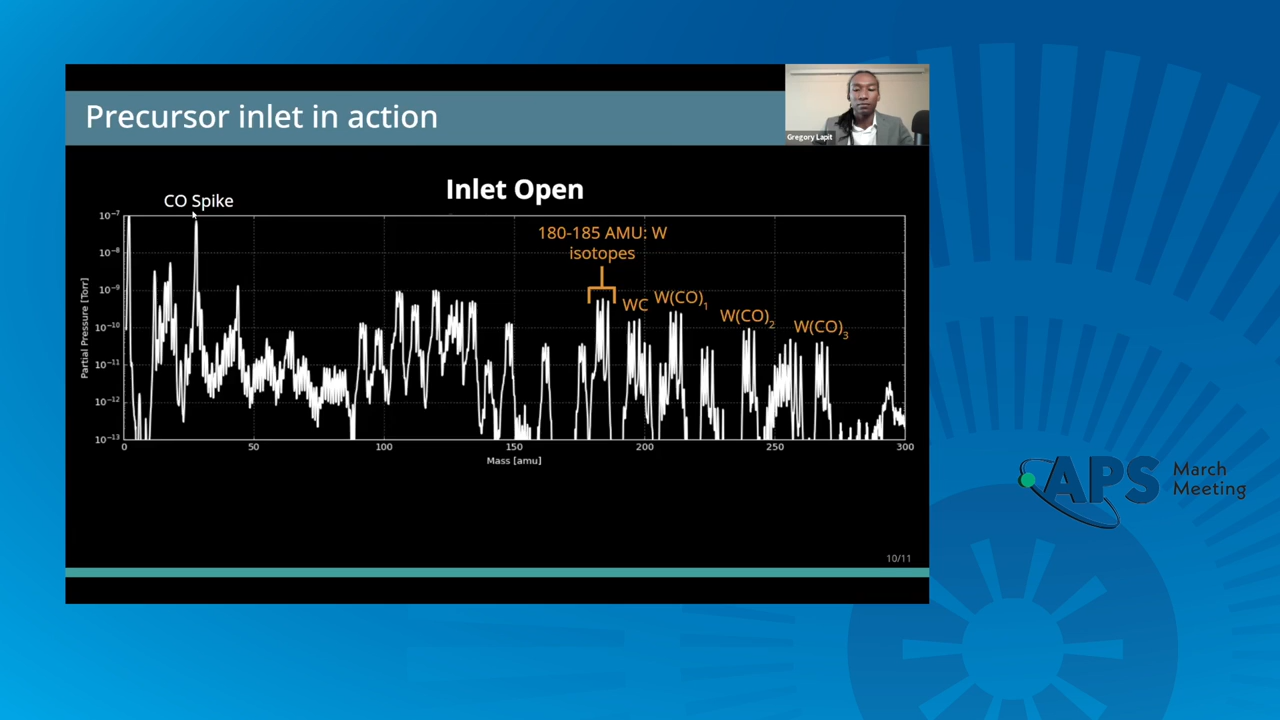 Precursor inlet in action
Gregory Lapit
Inlet Open
CO Spike
180-185 AMU: W
isotopes
WC
W(CO)1
W(CO)2
W(CO)3
Partial Pressure [Torr]
10−7
10−8
10−9
10−10
10−11
10−12
10−13
0 50 100 150 200 250 300
Mass [amu]
10/11
APS
March
Meeting